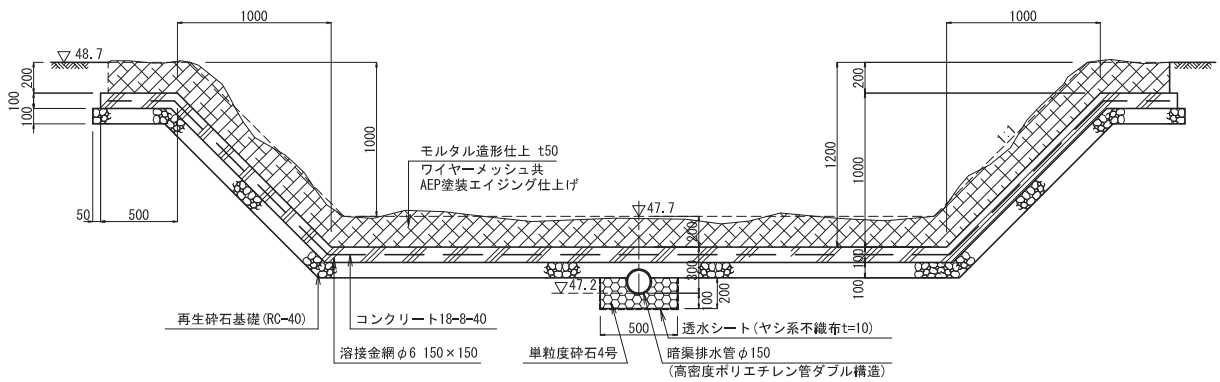 1000
1000
48.7
200
100
100
1000
50
500
モルタル造形仕上 t50
ワイヤーメッシュ共
AEP塗装エイジング仕上げ
47.7
200
300
47.2
100
200
500
1200
200
1000
100
100
1:1
再生砕石基礎(RC-40)
コンクリート18-8-40
溶接金網φ6 150×150
単粒度砕石4号
透水シート(ヤシ系不織布t=10)
暗渠排水管φ150
(高密度ポリエチレン管ダブル構造)